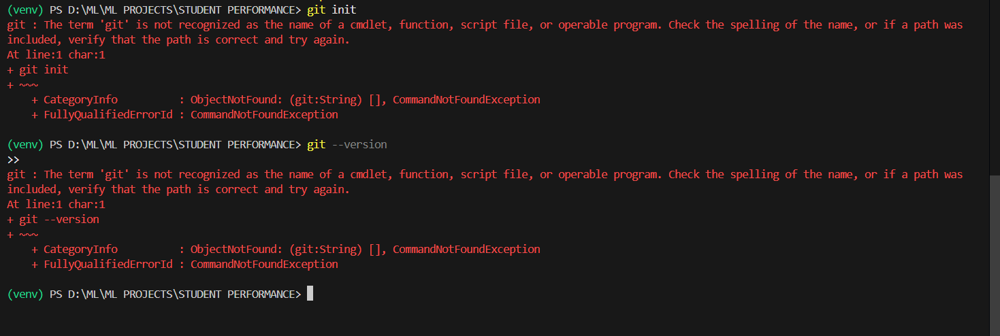 (venv) PS D:\ML\ML PROJECTS\STUDENT PERFORMANCE> git init
git : The term 'git' is not recognized as the name of a cmdlet, function, script file, or operable program. Check the spelling of the name, or if a path was
included, verify that the path is correct and try again.
At line:1 char:1
+ git init
+ ~~~
    + CategoryInfo          : ObjectNotFound: (git:String) [], CommandNotFoundException
    + FullyQualifiedErrorId : CommandNotFoundException

(venv) PS D:\ML\ML PROJECTS\STUDENT PERFORMANCE> git --version
>>
git : The term 'git' is not recognized as the name of a cmdlet, function, script file, or operable program. Check the spelling of the name, or if a path was
included, verify that the path is correct and try again.
At line:1 char:1
+ git --version
+ ~~~
    + CategoryInfo          : ObjectNotFound: (git:String) [], CommandNotFoundException
    + FullyQualifiedErrorId : CommandNotFoundException

(venv) PS D:\ML\ML PROJECTS\STUDENT PERFORMANCE>